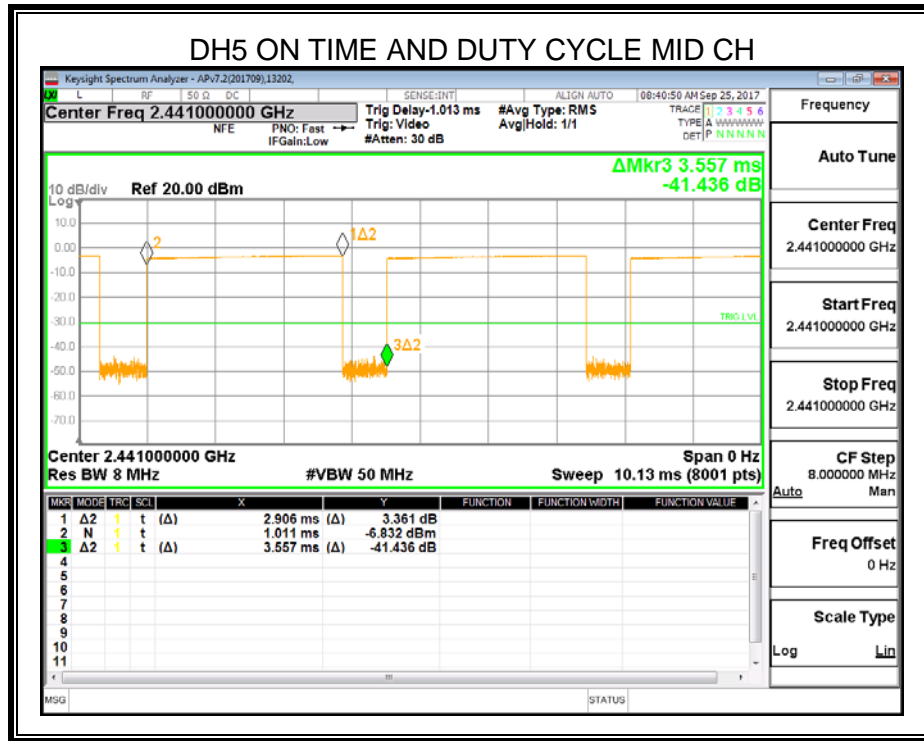 DH5 ON TIME AND DUTY CYCLE MID CH
Keysight Spectrum Analyzer - APv7.2(201709),13202,
L RF 50 Ω DC SENSE:INT ALIGN AUTO 08:40:50 AM Sep 25, 2017
Center Freq 2.441000000 GHz
NFE PNO: Fast IFGain:Low
Trig Delay-1.013 ms
Trig: Video
#Atten: 30 dB
#Avg Type: RMS
Avg|Hold: 1/1
TRACE 1 2 3 4 5 6
TYPE A WWWWW
DET P N N N N N
ΔMkr3 3.557 ms
-41.436 dB
10 dB/div Ref 20.00 dBm
Log
10.0
0.00
-10.0
-20.0
-30.0
-40.0
-50.0
-60.0
-70.0
2
1Δ2
TRIG LVL
3Δ2
Center 2.441000000 GHz Span 0 Hz
Res BW 8 MHz #VBW 50 MHz Sweep 10.13 ms (8001 pts)
MKR MODE TRC SCL X Y FUNCTION FUNCTION WIDTH FUNCTION VALUE
1 Δ2 1 t (Δ) 2.906 ms (Δ) 3.361 dB
2 N 1 t 1.011 ms -6.832 dBm
3 Δ2 1 t (Δ) 3.557 ms (Δ) -41.436 dB
4
5
6
7
8
9
10
11
MSG STATUS
Frequency
Auto Tune
Center Freq
2.441000000 GHz
Start Freq
2.441000000 GHz
Stop Freq
2.441000000 GHz
CF Step
8.000000 MHz
Auto Man
Freq Offset
0 Hz
Scale Type
Log Lin